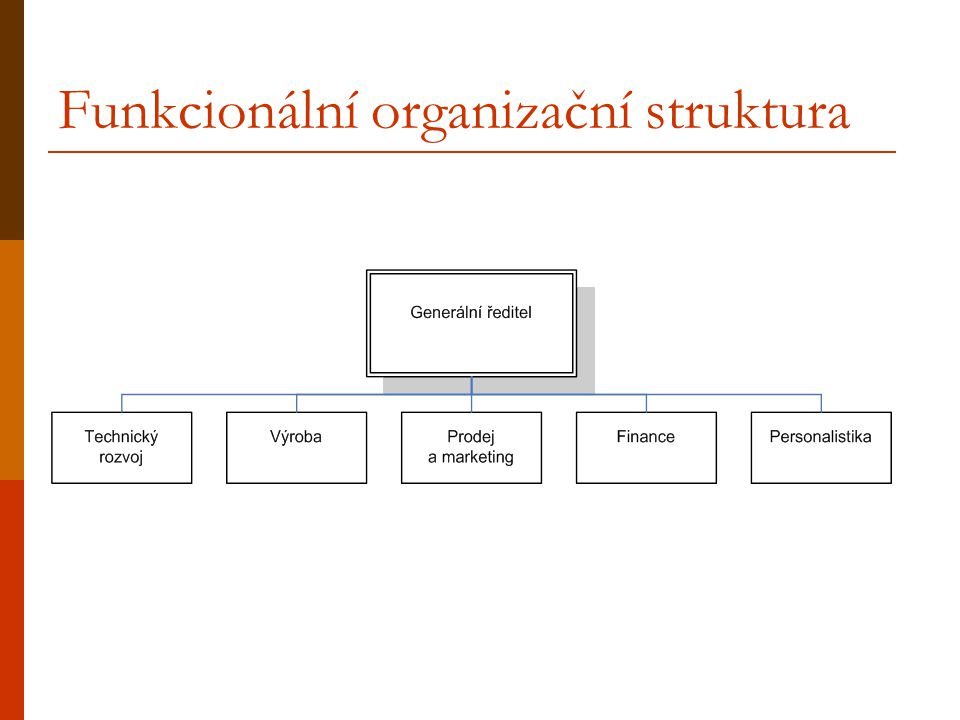 Funkcionální organizační struktura
Generální ředitel
Technický
rozvoj
Výroba
Prodej
a marketing
Finance
Personalistika